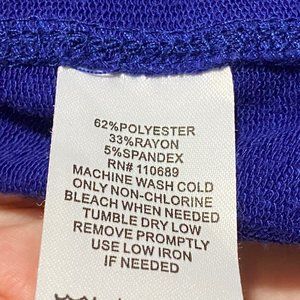 62%POLYESTER
33%RAYON
5%SPANDEX
RN# 110689
MACHINE WASH COLD
ONLY NON-CHLORINE
BLEACH WHEN NEEDED
TUMBLE DRY LOW
REMOVE PROMPTLY
USE LOW IRON
IF NEEDED